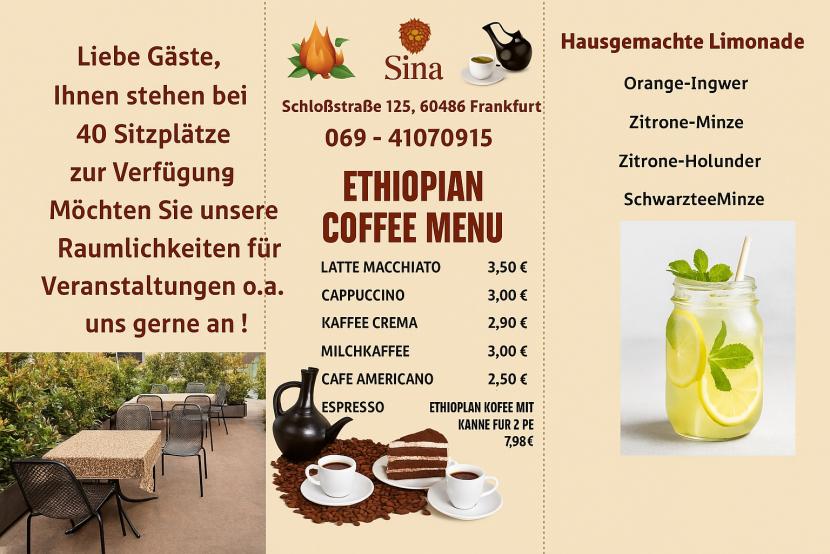 Liebe Gäste,
Ihnen stehen bei
40 Sitzplätze
zur Verfügung
Möchten Sie unsere
Raumlichkeiten für
Veranstaltungen o.a.
uns gerne an !
Sina
Schloßstraße 125, 60486 Frankfurt
069 - 41070915
ETHIOPIAN
COFFEE MENU
LATTE MACCHIATO 3,50 €
CAPPUCCINO 3,00 €
KAFFEE CREMA 2,90 €
MILCHKAFFEE 3,00 €
CAFE AMERICANO 2,50 €
ESPRESSO ETHIOPLAN KOFEE MIT
KANNE FUR 2 PE
7,98 €
Hausgemachte Limonade
Orange-Ingwer
Zitrone-Minze
Zitrone-Holunder
SchwarzteeMinze